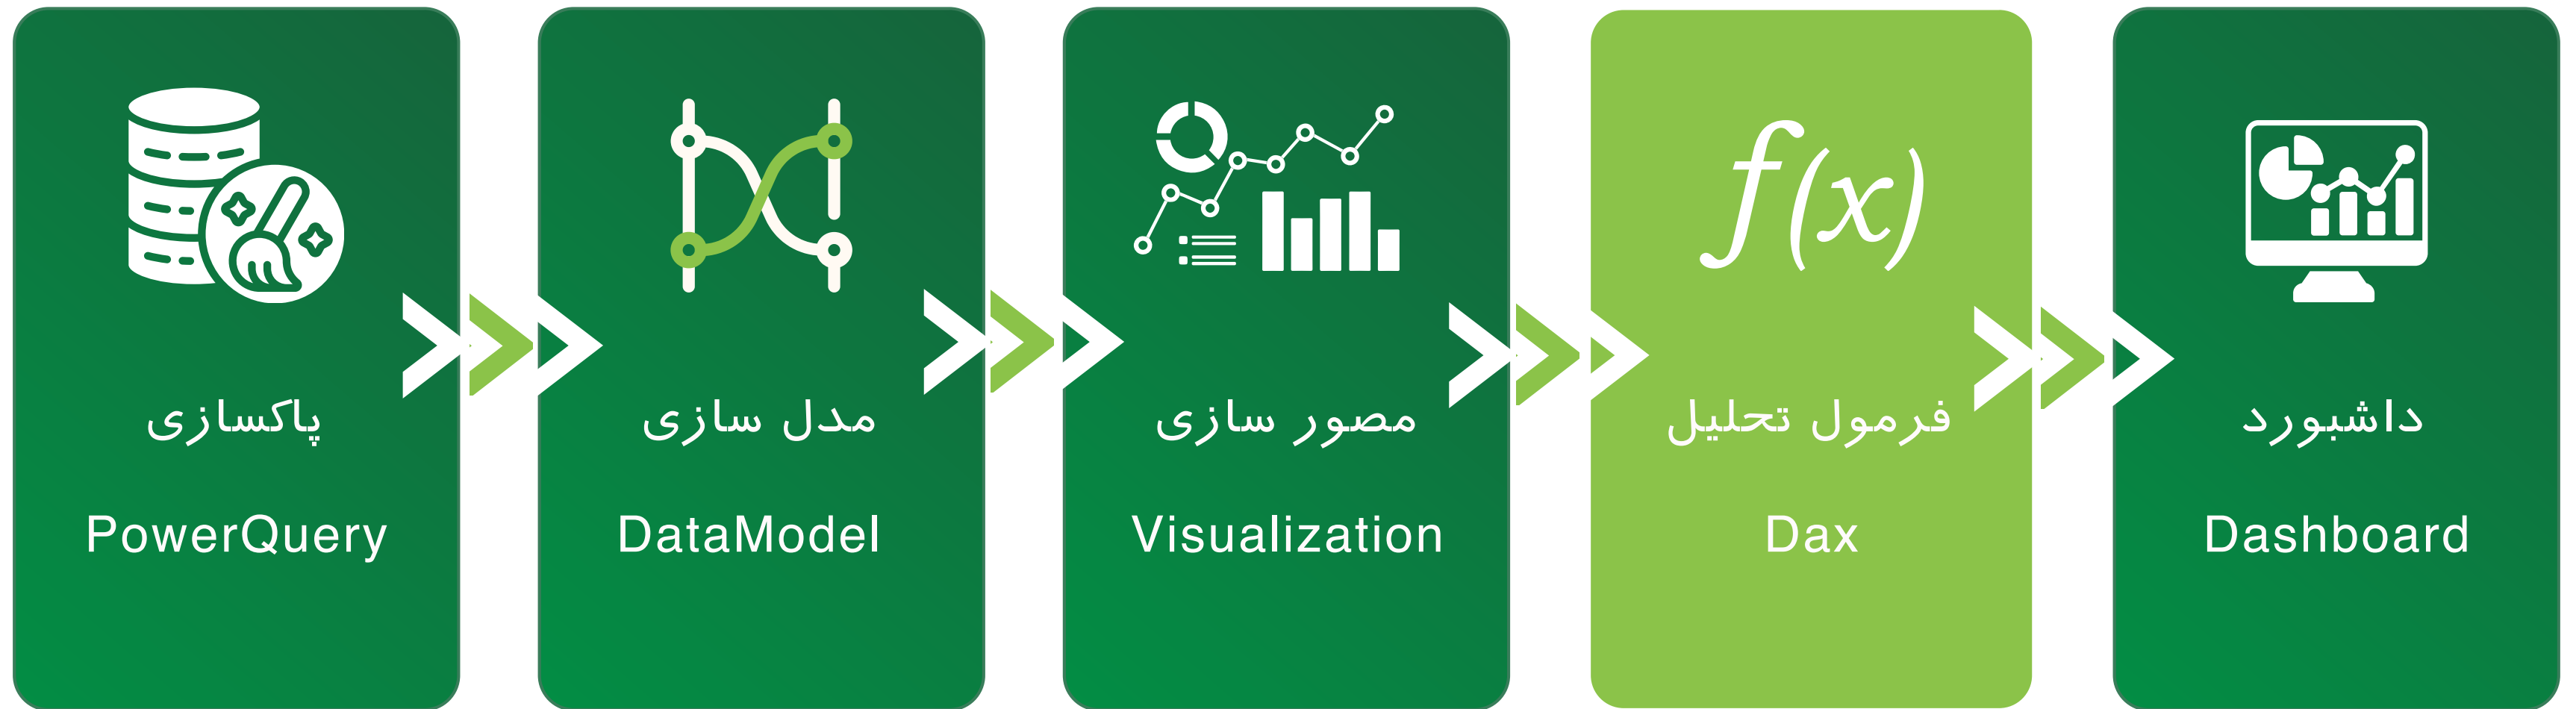 پاکسازی
PowerQuery
مدل سازی
DataModel
مصور سازی
Visualization
f(x)
فرمول تحلیل
Dax
داشبورد
Dashboard